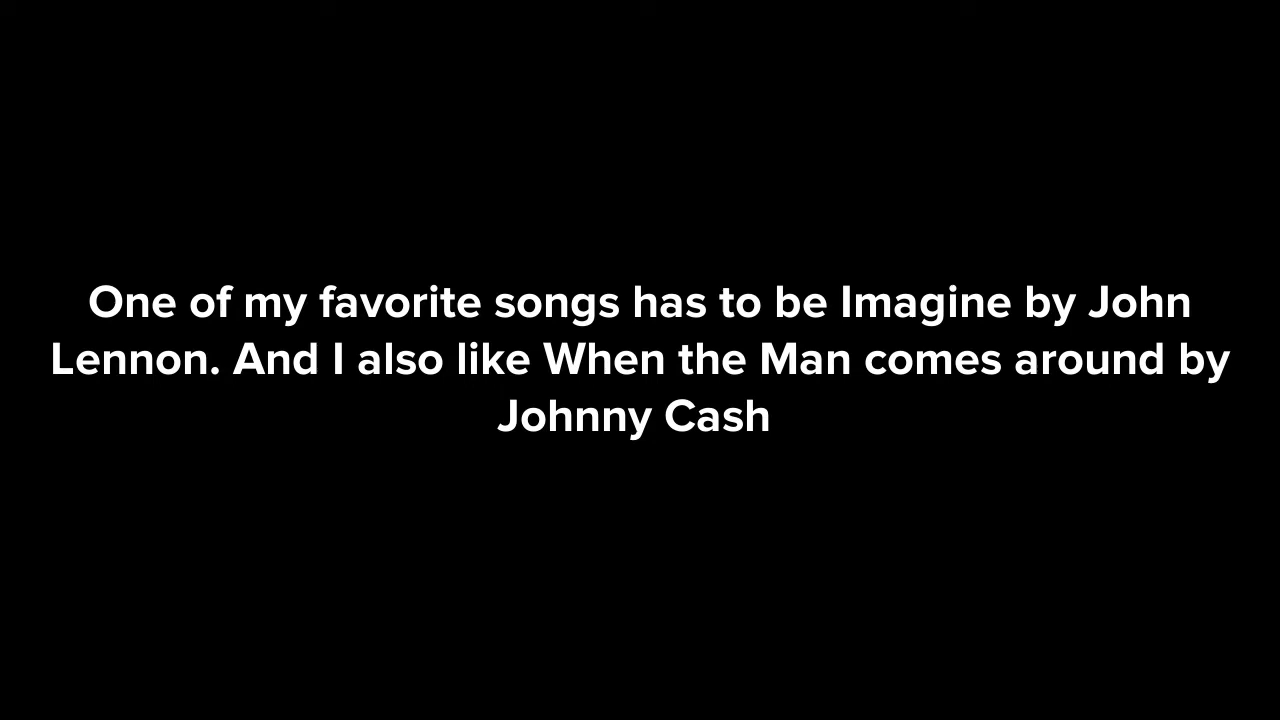 One of my favorite songs has to be Imagine by John
Lennon. And I also like When the Man comes around by
Johnny Cash